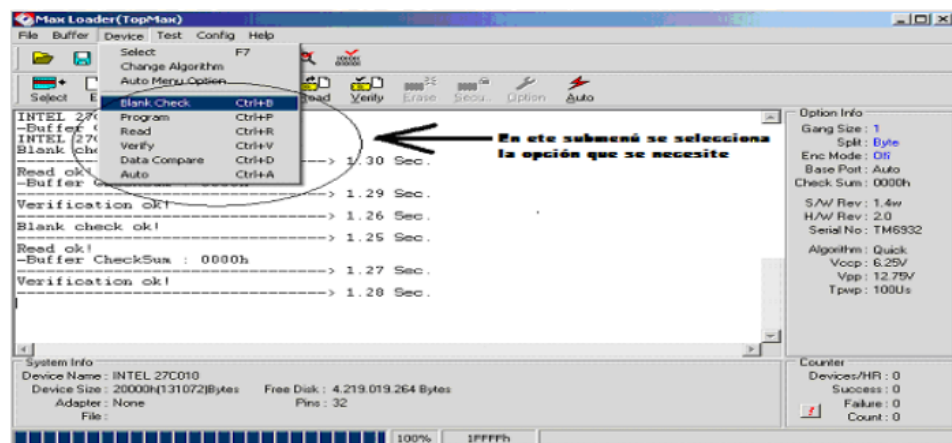 Max Loader(TopMax)
File Buffer Device Test Config Help
Select F7
Change Algorithm
Auto Menu Option
Blank Check Ctrl+B
Program Ctrl+P
Read Ctrl+R
Verify Ctrl+V
Data Compare Ctrl+D
Auto Ctrl+A
Select
Verify Erase Secu.. Option Auto
En ete submenú se selecciona
la opción que se necesite
INTEL
-Buffer
INTEL
Blank
-----------------------------> 1.30 Sec.
Read ok!
-Buffer CheckSum : 0000h
-----------------------------> 1.29 Sec.
Verification ok!
-----------------------------> 1.26 Sec.
Blank check ok!
-----------------------------> 1.25 Sec.
Read ok!
-Buffer CheckSum : 0000h
-----------------------------> 1.27 Sec.
Verification ok!
-----------------------------> 1.28 Sec.
Option Info
Gang Size : 1
Split : Byte
Enc Mode : Off
Base Port : Auto
Check Sum : 0000h
S/W Rev : 1.4w
H/W Rev : 2.0
Serial No : TM6932
Algorithm : Quick
Vccp : 6.25V
Vpp : 12.75V
Tpwp : 100Us
System Info
Device Name : INTEL 27C010
Device Size : 20000h(131072)Bytes Free Disk : 4.219.019.264 Bytes
Adapter : None Pins : 32
File :
Counter
Devices/HR : 0
Success : 0
Failure : 0
Count : 0
100% 1FFFFh